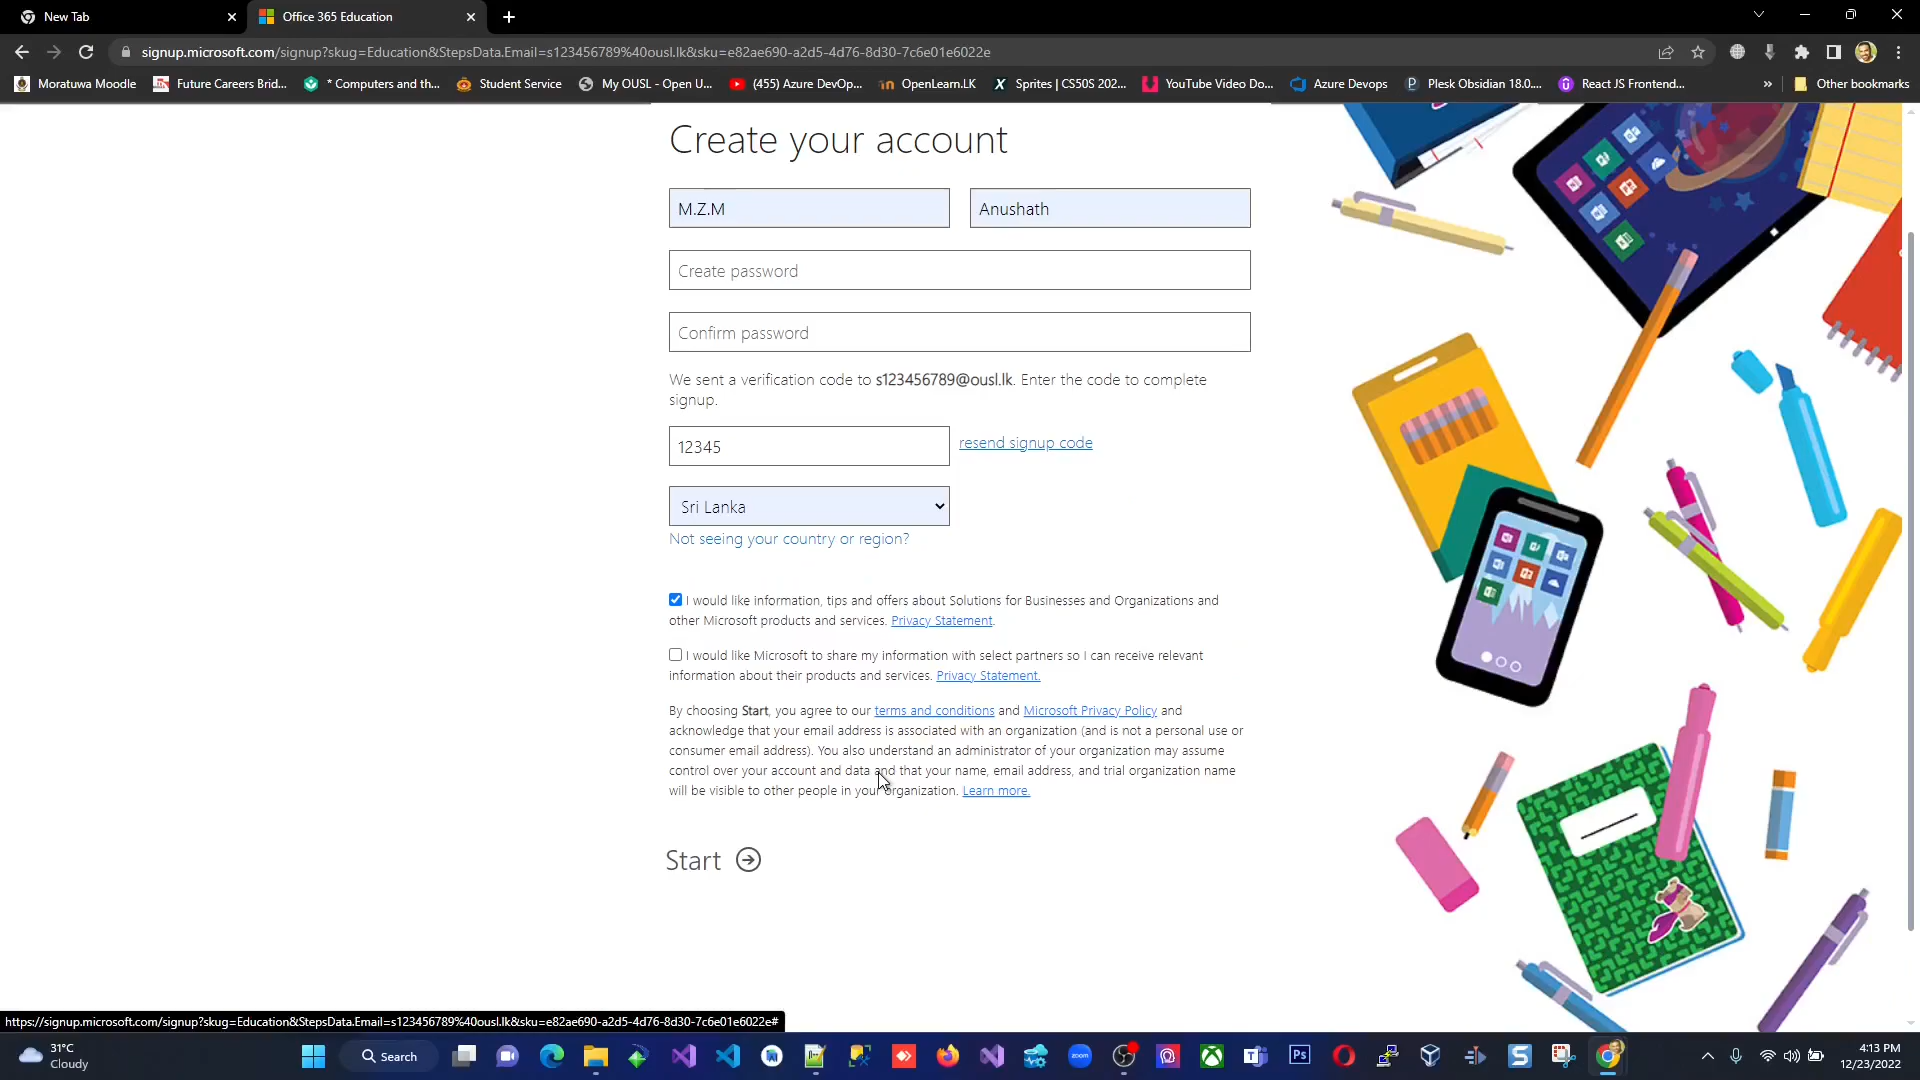 New Tab
Office 365 Education
signup.microsoft.com/signup?skug=Education&StepsData.Email=s123456789%40ousl.lk&sku=e82ae690-a2d5-4d76-8d30-7c6e01e6022e
Moratuwa Moodle
Future Careers Brid...
* Computers and th...
Student Service
My OUSL - Open U...
(455) Azure DevOp...
OpenLearn.LK
Sprites | CS50S 202...
YouTube Video Do...
Azure Devops
Plesk Obsidian 18.0....
React JS Frontend...
»
Other bookmarks
Create your account
M.Z.M
Anushath
Create password
Confirm password
We sent a verification code to s123456789@ousl.lk. Enter the code to complete
signup.
12345
resend signup code
Sri Lanka
Not seeing your country or region?
I would like information, tips and offers about Solutions for Businesses and Organizations and
other Microsoft products and services. Privacy Statement.
I would like Microsoft to share my information with select partners so I can receive relevant
information about their products and services. Privacy Statement.
By choosing Start, you agree to our terms and conditions and Microsoft Privacy Policy and
acknowledge that your email address is associated with an organization (and is not a personal use or
consumer email address). You also understand an administrator of your organization may assume
control over your account and data and that your name, email address, and trial organization name
will be visible to other people in your organization. Learn more.
Start
https://signup.microsoft.com/signup?skug=Education&StepsData.Email=s123456789%40ousl.lk&sku=e82ae690-a2d5-4d76-8d30-7c6e01e6022e#
31°C
Cloudy
Search
zoom
Ps
4:13 PM
12/23/2022